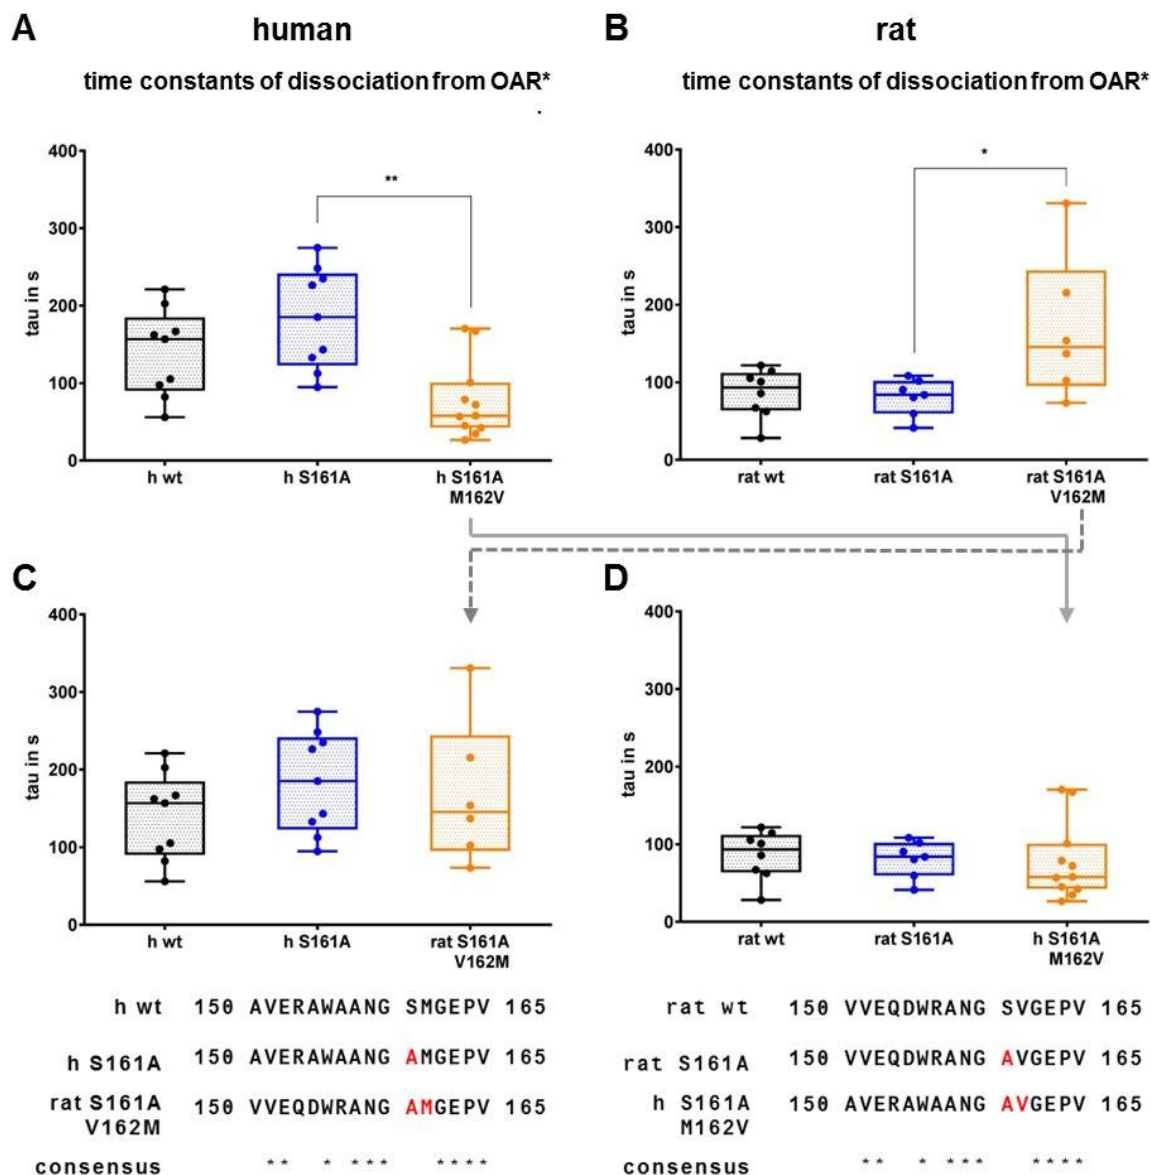 A human B rat
time constants of dissociation from OAR* time constants of dissociation from OAR*
400
300
200
100
0
tau in s
**
h wt h S161A h S161A
M162V
400
300
200
100
0
tau in s
*
rat wt rat S161A rat S161A
V162M
C D
400
300
200
100
0
tau in s
h wt h S161A rat S161A
V162M
400
300
200
100
0
tau in s
rat wt rat S161A h S161A
M162V
h wt 150 AVERAWAANG SMGEPV 165
h S161A 150 AVERAWAANG AMGEPV 165
rat S161A 150 VVEQDWRANG AMGEPV 165
V162M
consensus ** * *** ****
rat wt 150 VVEQDWRANG SVGEPV 165
rat S161A 150 VVEQDWRANG AVGEPV 165
h S161A 150 AVERAWAANG AVGEPV 165
M162V
consensus ** * *** ****